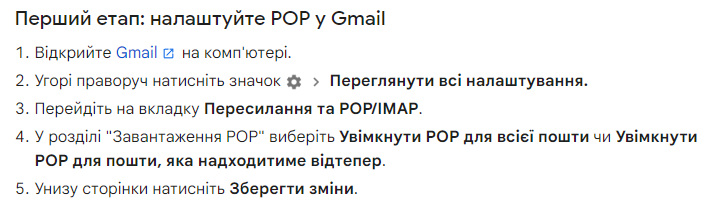 Перший етап: налаштуйте POP у Gmail
1. Відкрийте Gmail на комп'ютері.
2. Угорі праворуч натисніть значок > Переглянути всі налаштування.
3. Перейдіть на вкладку Пересилання та POP/IMAP.
4. У розділі "Завантаження POP" виберіть Увімкнути POP для всієї пошти чи Увімкнути
POP для пошти, яка надходитиме відтепер.
5. Унизу сторінки натисніть Зберегти зміни.